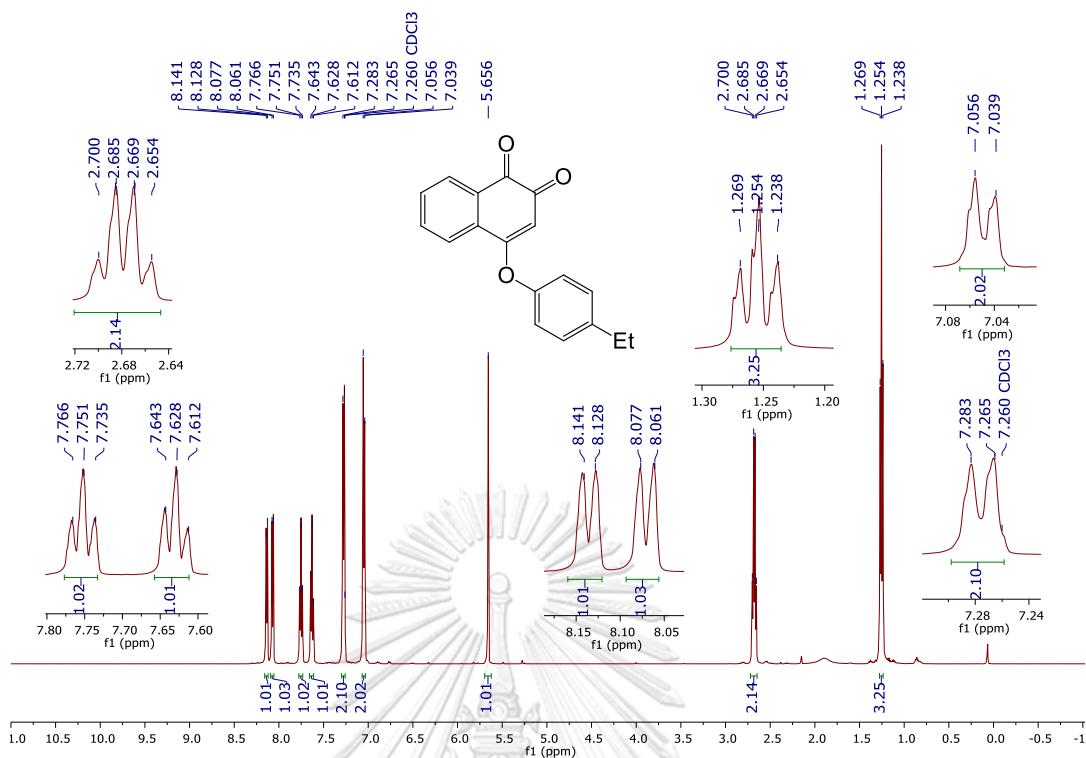 8.141 8.128 8.077 8.061 7.766 7.751 7.735 7.643 7.628 7.612 7.283 7.265 7.260 CDCl3 7.056 7.039 5.656 2.700 2.685 2.669 2.654 1.269 1.254 1.238
2.700 2.685 2.669 2.654
2.14
2.72 2.68 2.64
f1 (ppm)
O
O
O
Et
1.269 1.254 1.238
3.25
1.30 1.25 1.20
f1 (ppm)
7.056 7.039
2.02
7.08 7.04
f1 (ppm)
7.766 7.751 7.735 7.643 7.628 7.612
1.02 1.01
7.80 7.75 7.70 7.65 7.60
f1 (ppm)
8.141 8.128 8.077 8.061
1.01 1.03
8.15 8.10 8.05
f1 (ppm)
7.283 7.265 7.260 CDCl3
2.10
7.28 7.24
f1 (ppm)
1.01 1.03 1.02 1.01 2.10 2.02 1.01 2.14 3.25
1.0 10.5 10.0 9.5 9.0 8.5 8.0 7.5 7.0 6.5 6.0 5.5 5.0 4.5 4.0 3.5 3.0 2.5 2.0 1.5 1.0 0.5 0.0 -0.5 -1
f1 (ppm)